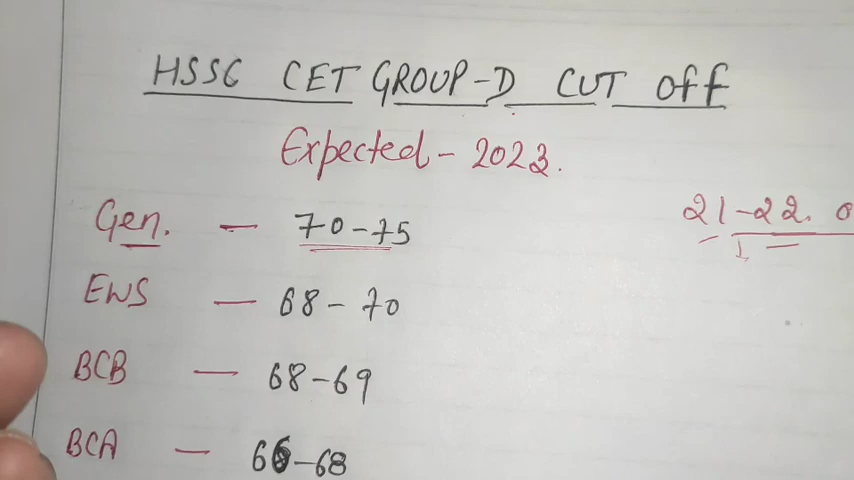 HSSC CET GROUP-D CUT Off
Expected - 2023.
21-22.
Gen. — 70-75
EWS — 68-70
BCB — 68-69
BCA — 66-68